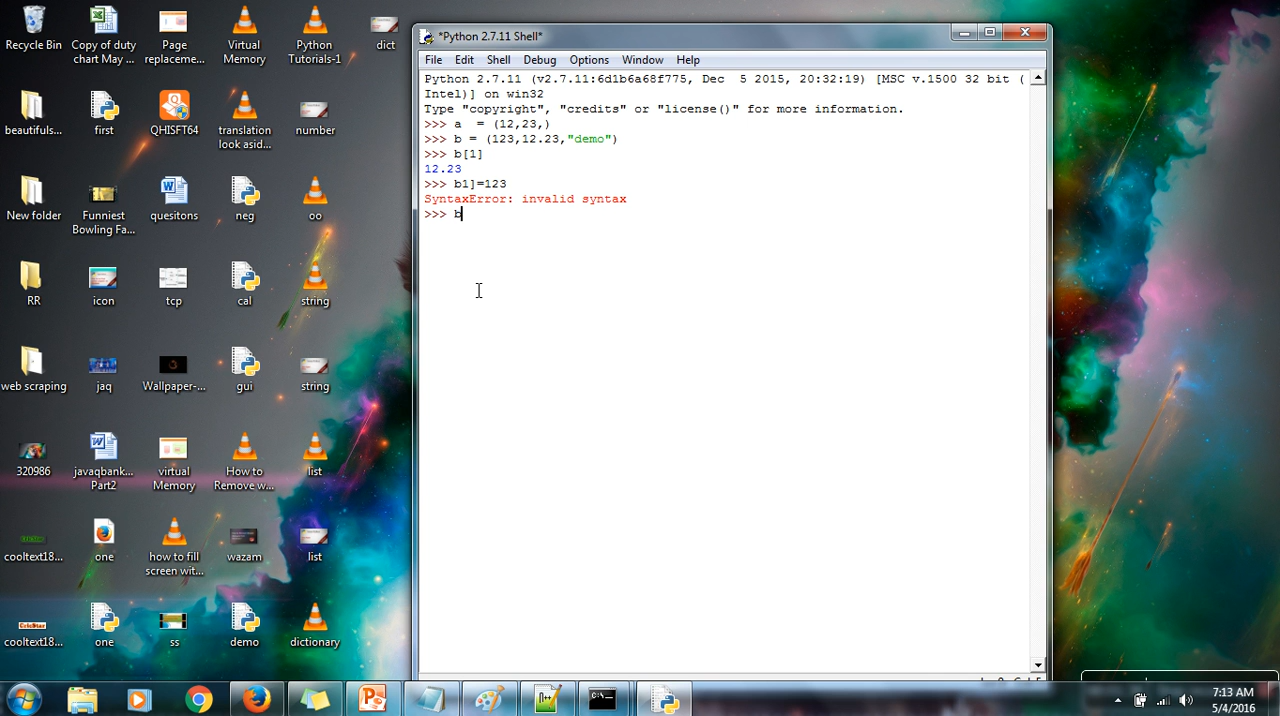 Recycle Bin
Copy of duty
chart May ...
Page
replaceme...
Virtual
Memory
Python
Tutorials-1
dict
beautifuls...
first
QHISFT64
translation
look asid...
number
New folder
Funniest
Bowling Fa...
quesitons
neg
oo
RR
icon
tcp
cal
string
web scraping
jaq
Wallpaper-...
gui
string
320986
javaqbank...
Part2
virtual
Memory
How to
Remove w...
list
cooltext18...
one
how to fill
screen wit...
wazam
list
cooltext18...
one
ss
demo
dictionary
*Python 2.7.11 Shell*
File Edit Shell Debug Options Window Help
Python 2.7.11 (v2.7.11:6d1b6a68f775, Dec  5 2015, 20:32:19) [MSC v.1500 32 bit (
Intel)] on win32
Type "copyright", "credits" or "license()" for more information.
>>> a  = (12,23,)
>>> b = (123,12.23,"demo")
>>> b[1]
12.23
>>> b1]=123
SyntaxError: invalid syntax
>>> b
7:13 AM
5/4/2016